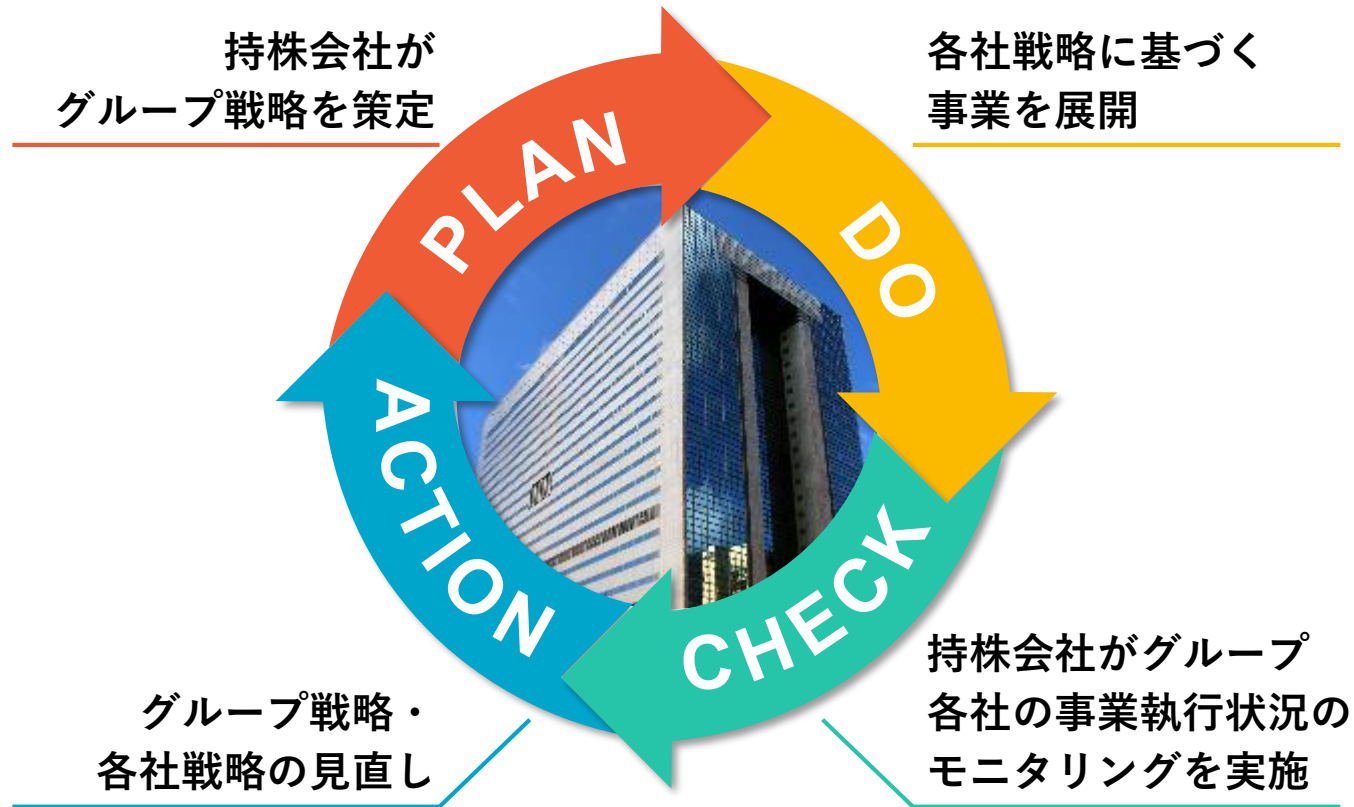 持株会社が
グループ戦略を策定
各社戦略に基づく
事業を展開
PLAN
DO
ACTION
CHECK
グループ戦略・
各社戦略の見直し
持株会社がグループ
各社の事業執行状況の
モニタリングを実施